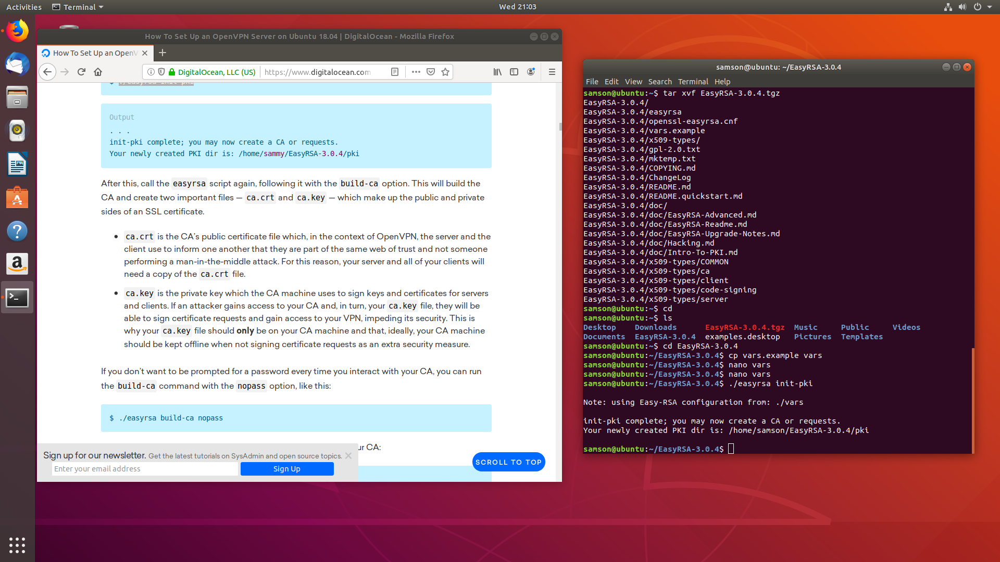 Activities
Terminal
Wed 21:03
How To Set Up an OpenVPN Server on Ubuntu 18.04 | DigitalOcean - Mozilla Firefox
How To Set Up an OpenV
DigitalOcean, LLC (US)
https://www.digitalocean.com
$ ./easyrsa init-pki
Output
. . .
init-pki complete; you may now create a CA or requests.
Your newly created PKI dir is: /home/sammy/EasyRSA-3.0.4/pki
After this, call the easyrsa script again, following it with the build-ca option. This will build the
CA and create two important files — ca.crt and ca.key — which make up the public and private
sides of an SSL certificate.
• ca.crt is the CA’s public certificate file which, in the context of OpenVPN, the server and the
client use to inform one another that they are part of the same web of trust and not someone
performing a man-in-the-middle attack. For this reason, your server and all of your clients will
need a copy of the ca.crt file.
• ca.key is the private key which the CA machine uses to sign keys and certificates for servers
and clients. If an attacker gains access to your CA and, in turn, your ca.key file, they will be
able to sign certificate requests and gain access to your VPN, impeding its security. This is
why your ca.key file should only be on your CA machine and that, ideally, your CA machine
should be kept offline when not signing certificate requests as an extra security measure.
If you don’t want to be prompted for a password every time you interact with your CA, you can run
the build-ca command with the nopass option, like this:
$ ./easyrsa build-ca nopass
ur CA:
Sign up for our newsletter. Get the latest tutorials on SysAdmin and open source topics.
Enter your email address
Sign Up
SCROLL TO TOP
samson@ubuntu: ~/EasyRSA-3.0.4
File Edit View Search Terminal Help
samson@ubuntu:~$ tar xvf EasyRSA-3.0.4.tgz
EasyRSA-3.0.4/
EasyRSA-3.0.4/easyrsa
EasyRSA-3.0.4/openssl-easyrsa.cnf
EasyRSA-3.0.4/vars.example
EasyRSA-3.0.4/x509-types/
EasyRSA-3.0.4/gpl-2.0.txt
EasyRSA-3.0.4/mktemp.txt
EasyRSA-3.0.4/COPYING.md
EasyRSA-3.0.4/ChangeLog
EasyRSA-3.0.4/README.md
EasyRSA-3.0.4/README.quickstart.md
EasyRSA-3.0.4/doc/
EasyRSA-3.0.4/doc/EasyRSA-Advanced.md
EasyRSA-3.0.4/doc/EasyRSA-Readme.md
EasyRSA-3.0.4/doc/EasyRSA-Upgrade-Notes.md
EasyRSA-3.0.4/doc/Hacking.md
EasyRSA-3.0.4/doc/Intro-To-PKI.md
EasyRSA-3.0.4/x509-types/COMMON
EasyRSA-3.0.4/x509-types/ca
EasyRSA-3.0.4/x509-types/client
EasyRSA-3.0.4/x509-types/code-signing
EasyRSA-3.0.4/x509-types/server
samson@ubuntu:~$ cd
samson@ubuntu:~$ ls
Desktop Downloads EasyRSA-3.0.4.tgz Music Public Videos
Documents EasyRSA-3.0.4 examples.desktop Pictures Templates
samson@ubuntu:~$ cd EasyRSA-3.0.4
samson@ubuntu:~/EasyRSA-3.0.4$ cp vars.example vars
samson@ubuntu:~/EasyRSA-3.0.4$ nano vars
samson@ubuntu:~/EasyRSA-3.0.4$ nano vars
samson@ubuntu:~/EasyRSA-3.0.4$ ./easyrsa init-pki
Note: using Easy-RSA configuration from: ./vars
init-pki complete; you may now create a CA or requests.
Your newly created PKI dir is: /home/samson/EasyRSA-3.0.4/pki
samson@ubuntu:~/EasyRSA-3.0.4$